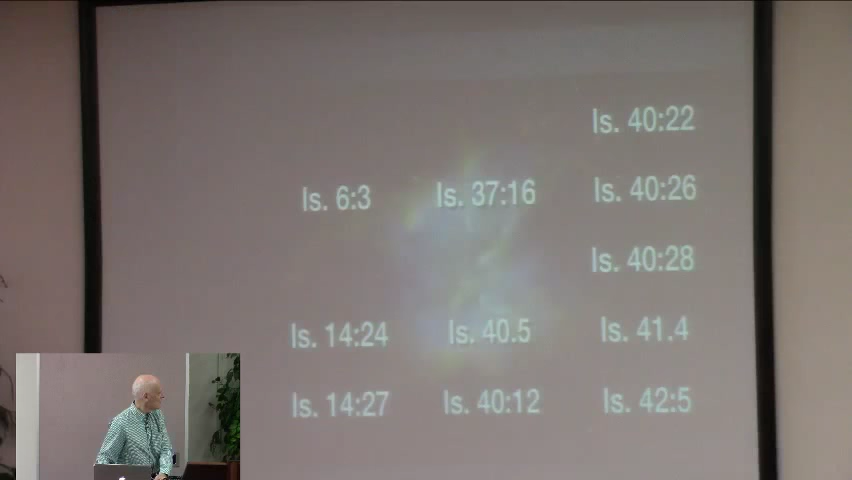 Is. 40:22
Is. 6:3 Is. 37:16 Is. 40:26
Is. 40:28
Is. 14:24 Is. 40.5 Is. 41.4
Is. 14:27 Is. 40:12 Is. 42:5